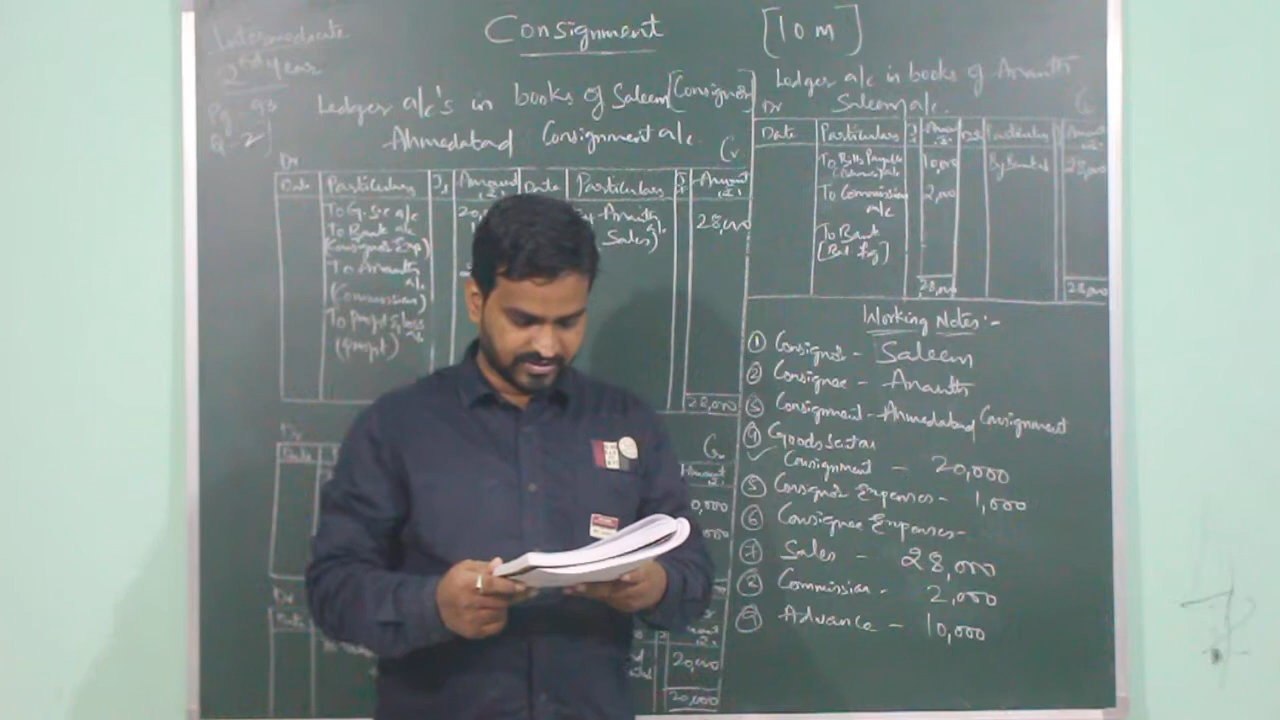 Consignment [10 m]
Intermediate
2nd year
Pg 93
Q-2
Ledger a/c's in books of Saleem [Consignor]
Ahmedabad Consignment a/c
Dr Cr
Date Particulars Amount Date Particulars Amount
To G.S.C a/c
To Bank a/c
(Consignor Exp)
To Ananth a/c
(Commission)
To Profit & loss
(profit)
Ananth a/c
Sales) 28,000
28,000
Dr Cr
Date Amount
0,000
000
Date
20,000
20,000
Ledger a/c in books of Ananth
Dr Saleem a/c Cr
Date Particulars Amount Particulars Amount
To Bills Payable 10,000 28,000
To Commission a/c 2,000
To Bank
[Bal. fig]
28,000 28,000
Working Notes:-
① Consignor - Saleem
② Consignee - Ananth
③ Consignment - Ahmedabad Consignment
④ Goods sent on
Consignment - 20,000
⑤ Consignor Expenses - 1,000
⑥ Consignee Expenses -
⑦ Sales - 28,000
⑧ Commission - 2,000
⑨ Advance - 10,000